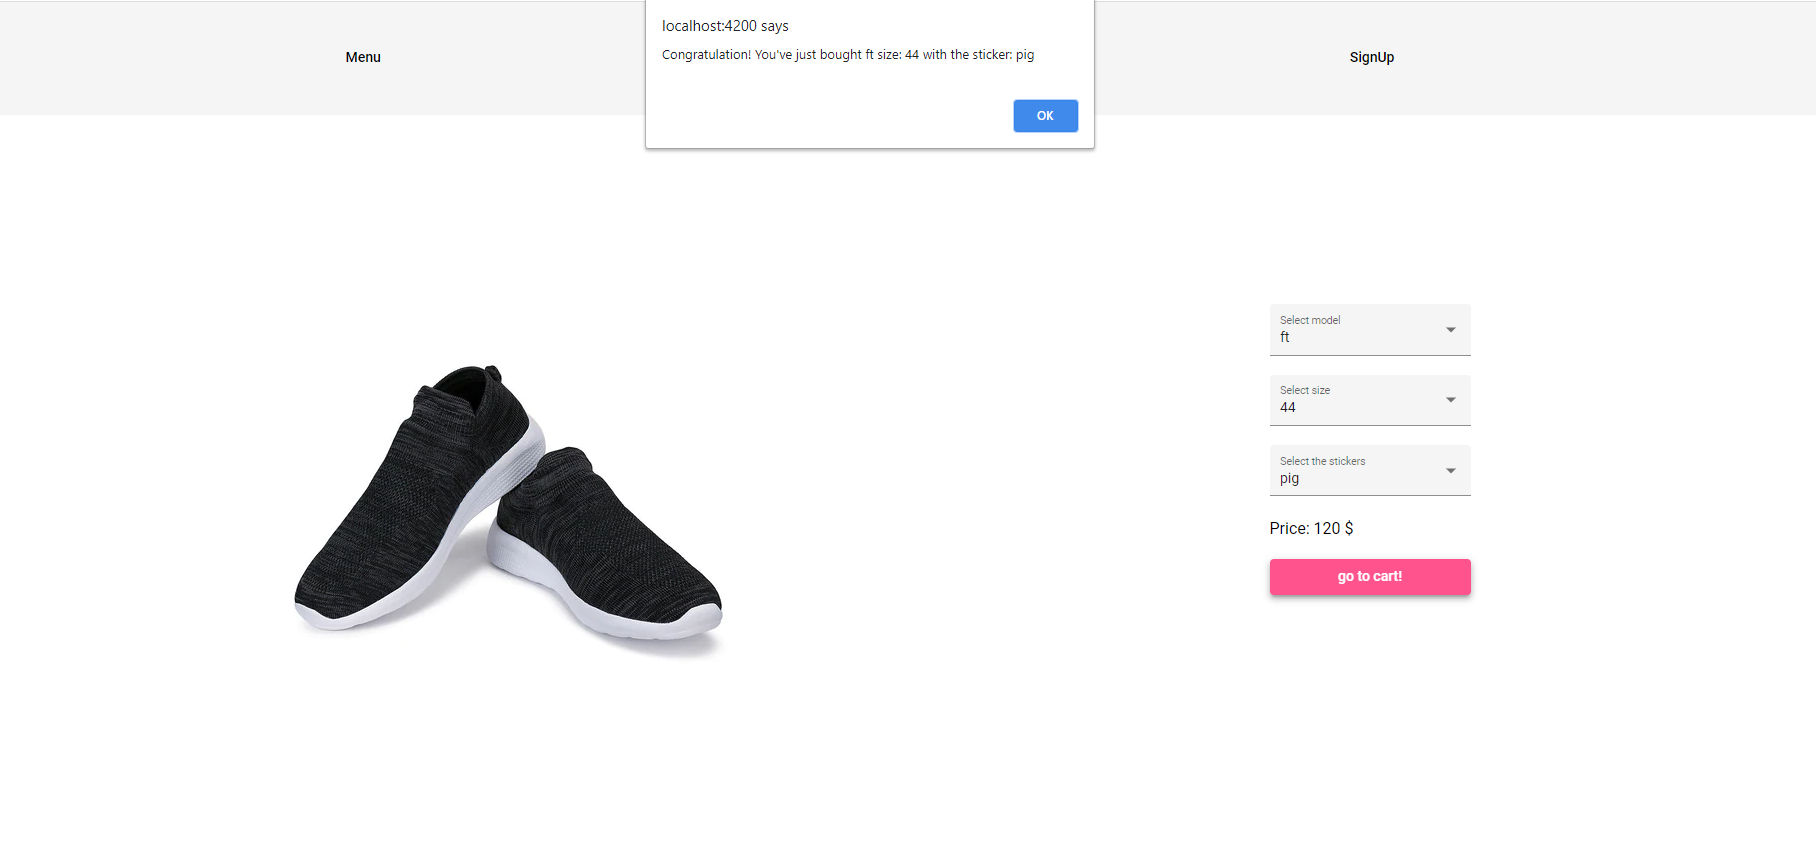 localhost:4200 says
Congratulation! You've just bought ft size: 44 with the sticker: pig
OK
Menu
SignUp
Select model
ft
Select size
44
Select the stickers
pig
Price: 120 $
go to cart!